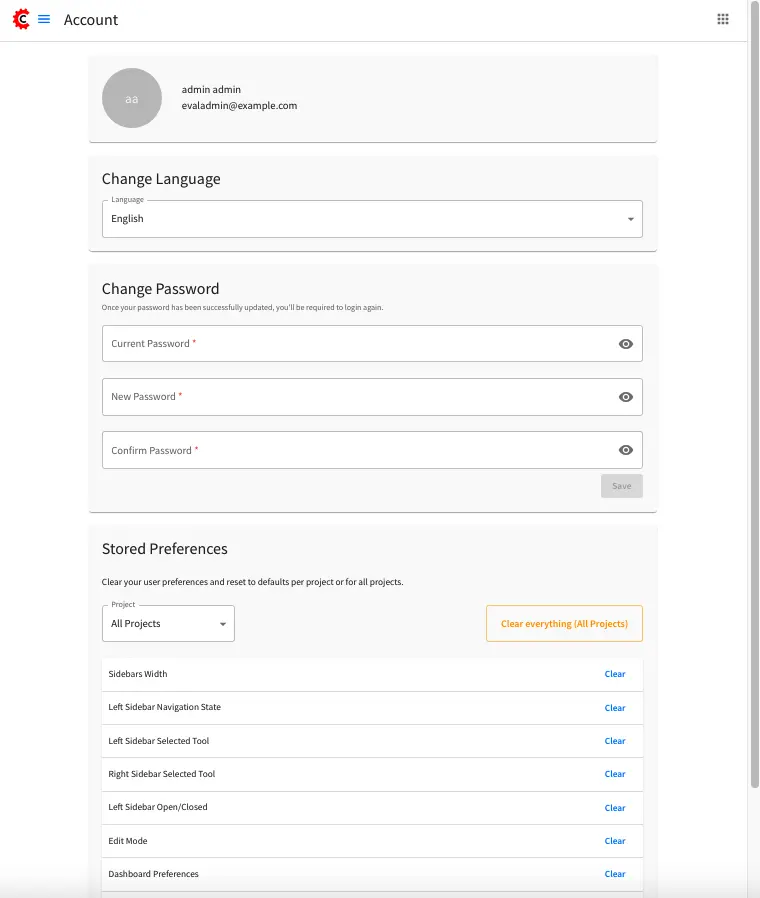 C
Account
aa
admin admin
evaladmin@example.com
Change Language
Language
English
Change Password
Once your password has been successfully updated, you'll be required to login again.
Current Password *
New Password *
Confirm Password *
Save
Stored Preferences
Clear your user preferences and reset to defaults per project or for all projects.
Project
All Projects
Clear everything (All Projects)
Sidebars Width Clear
Left Sidebar Navigation State Clear
Left Sidebar Selected Tool Clear
Right Sidebar Selected Tool Clear
Left Sidebar Open/Closed Clear
Edit Mode Clear
Dashboard Preferences Clear